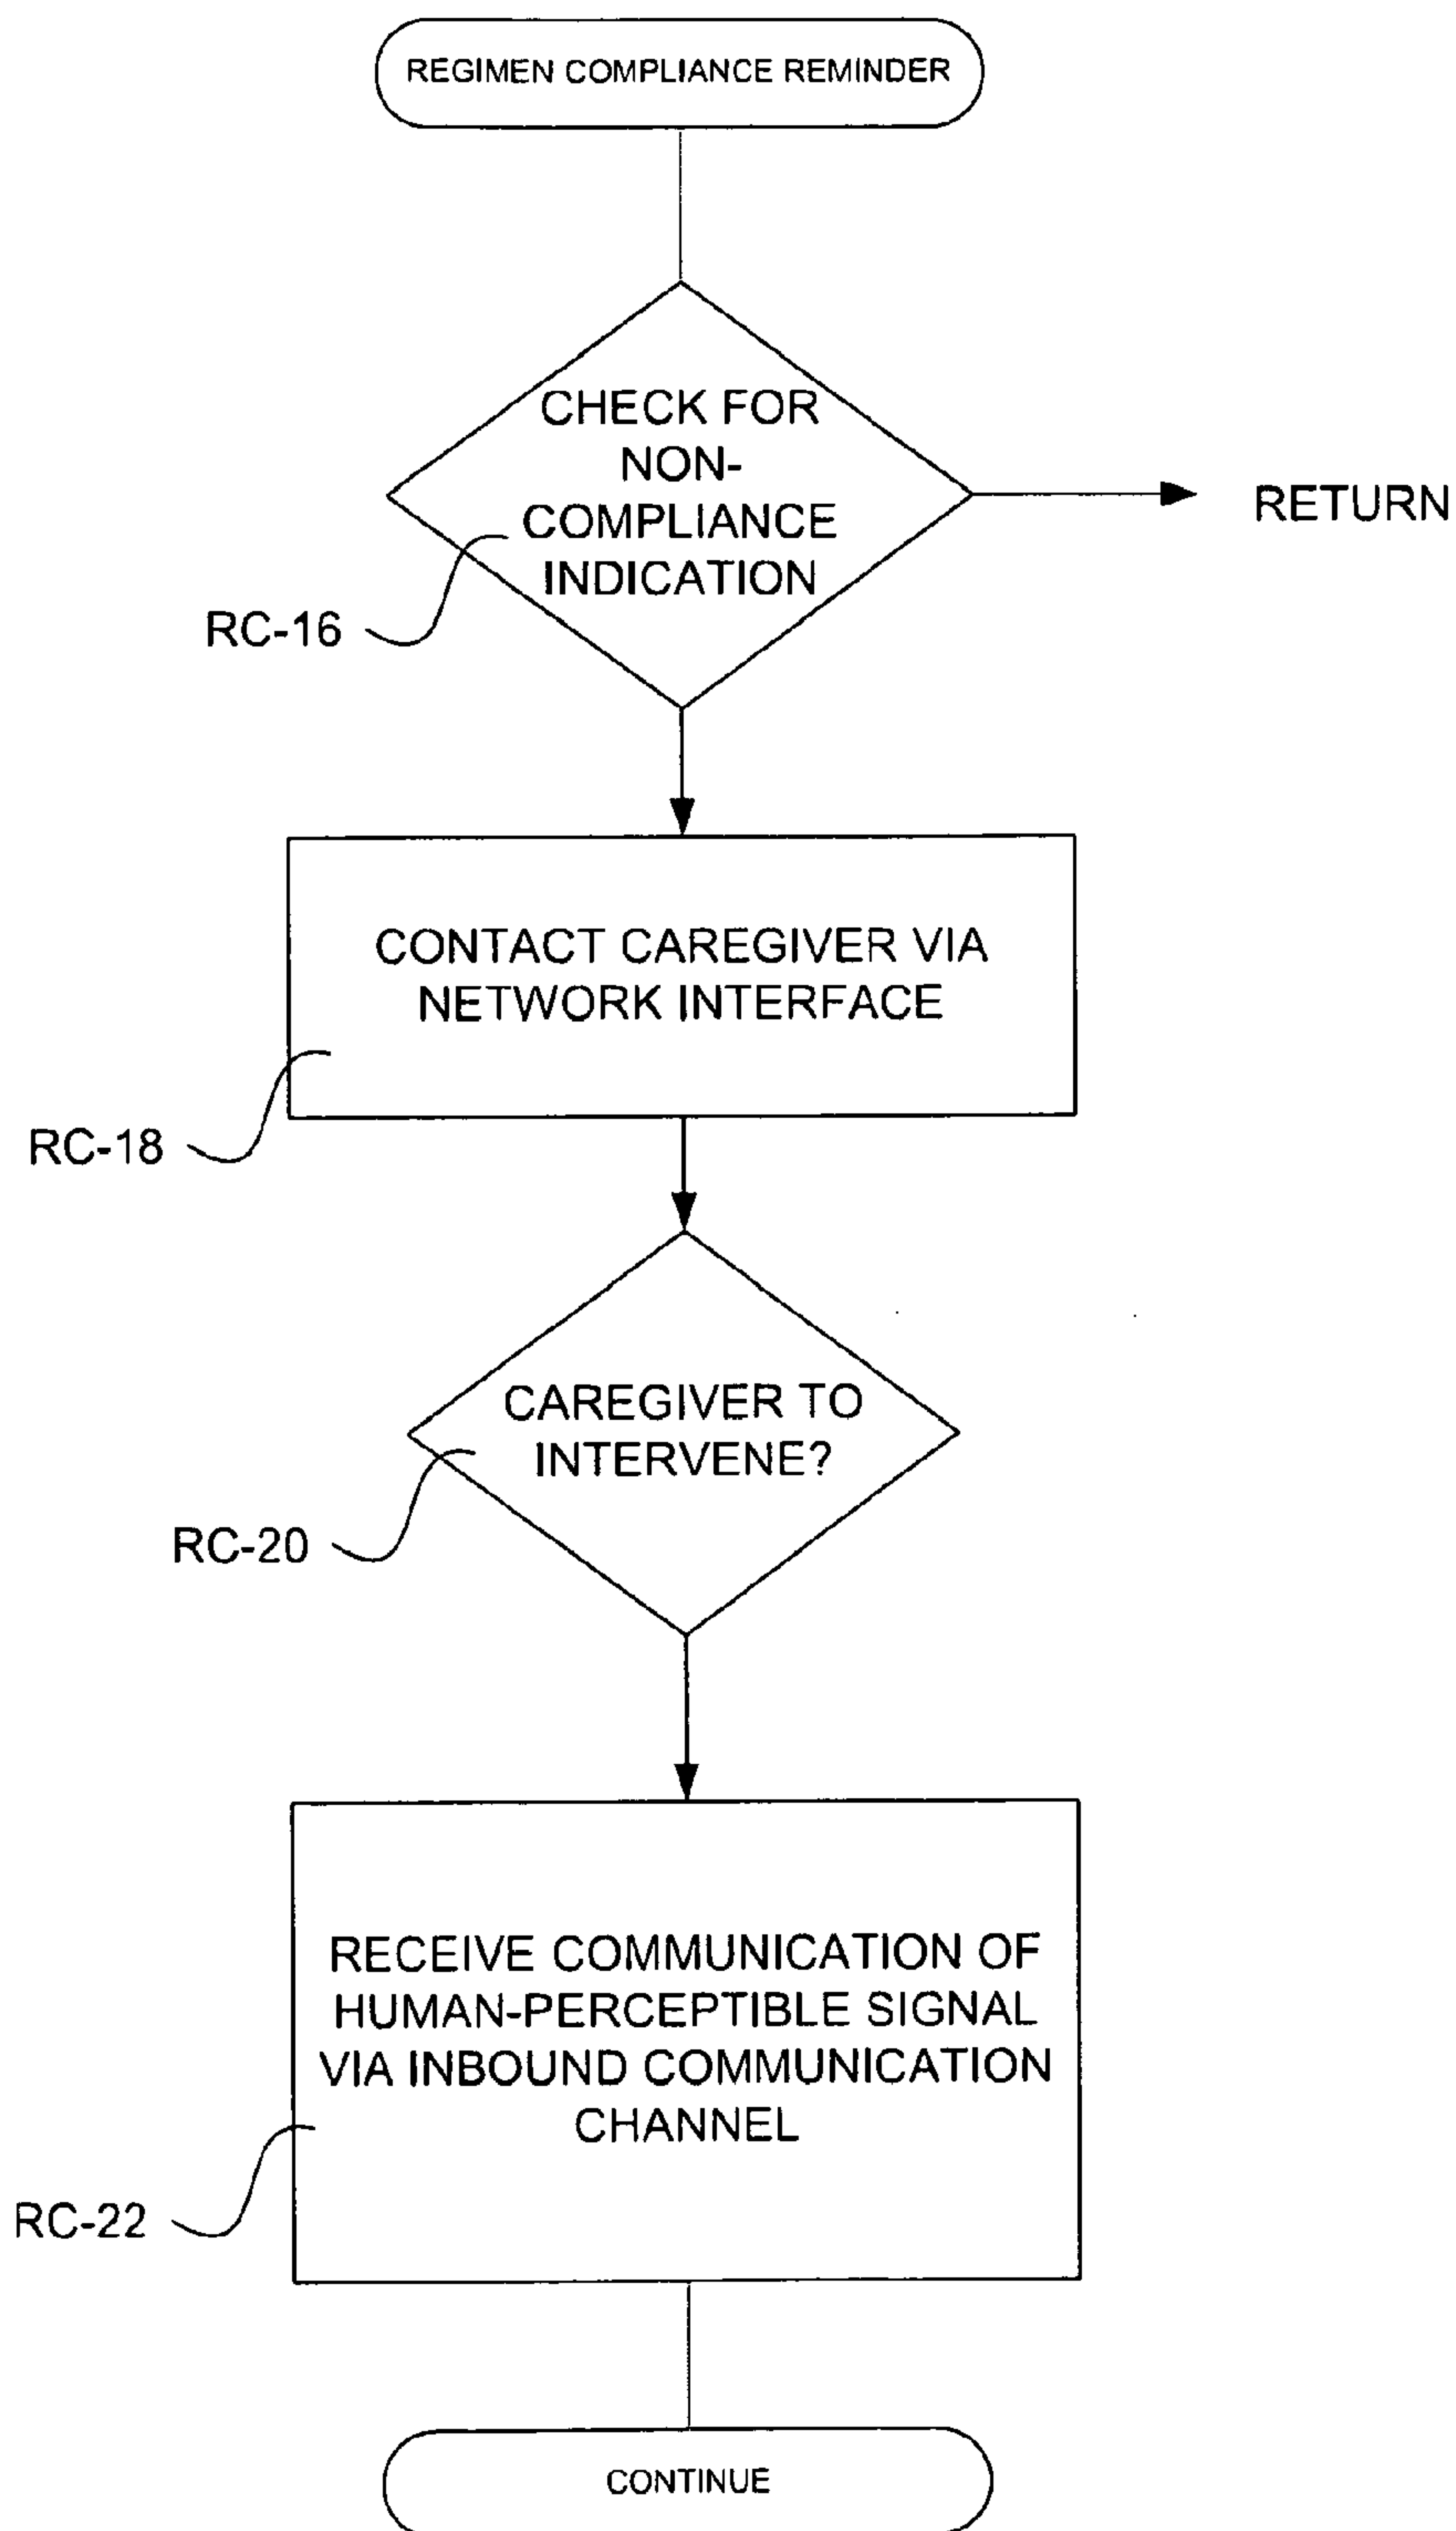 REGIMEN COMPLIANCE REMINDER
CHECK FOR
NON-
COMPLIANCE
INDICATION
RETURN
RC-16
CONTACT CAREGIVER VIA
NETWORK INTERFACE
RC-18
CAREGIVER TO
INTERVENE?
RC-20
RECEIVE COMMUNICATION OF
HUMAN-PERCEPTIBLE SIGNAL
VIA INBOUND COMMUNICATION
CHANNEL
RC-22
CONTINUE